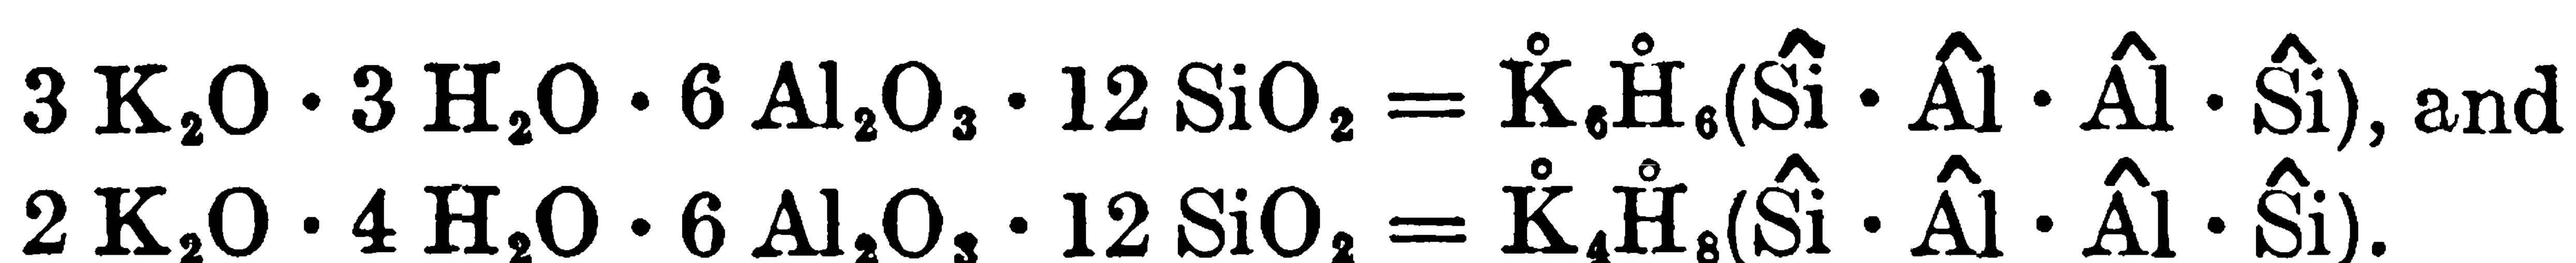 3 K₂O · 3 H₂O · 6 Al₂O₃ · 12 SiO₂ = K̊₆H̊₆(Ŝi · Âl · Âl · Ŝi), and
2 K₂O · 4 H₂O · 6 Al₂O₃ · 12 SiO₂ = K̊₄H̊₈(Ŝi · Âl · Âl · Ŝi).